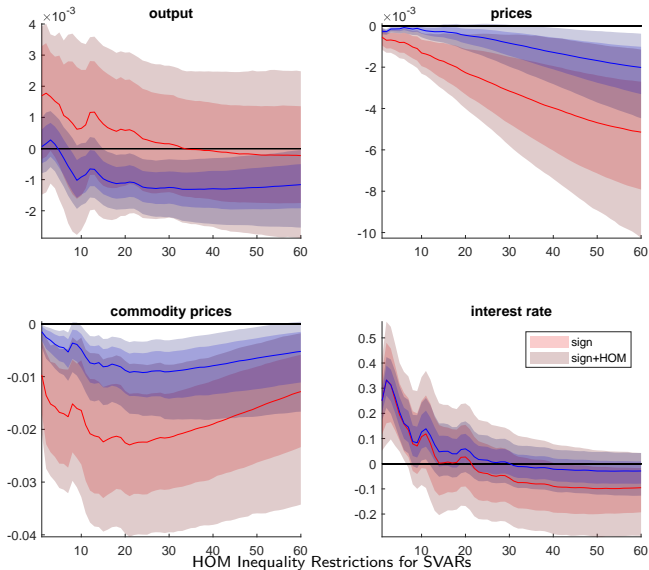 output
×10⁻³
4
3
2
1
0
-1
-2
10 20 30 40 50 60
prices
×10⁻³
0
-2
-4
-6
-8
-10
10 20 30 40 50 60
commodity prices
0
-0.01
-0.02
-0.03
-0.04
10 20 30 40 50 60
interest rate
sign
sign+HOM
0.5
0.4
0.3
0.2
0.1
0
-0.1
-0.2
10 20 30 40 50 60
HOM Inequality Restrictions for SVARs